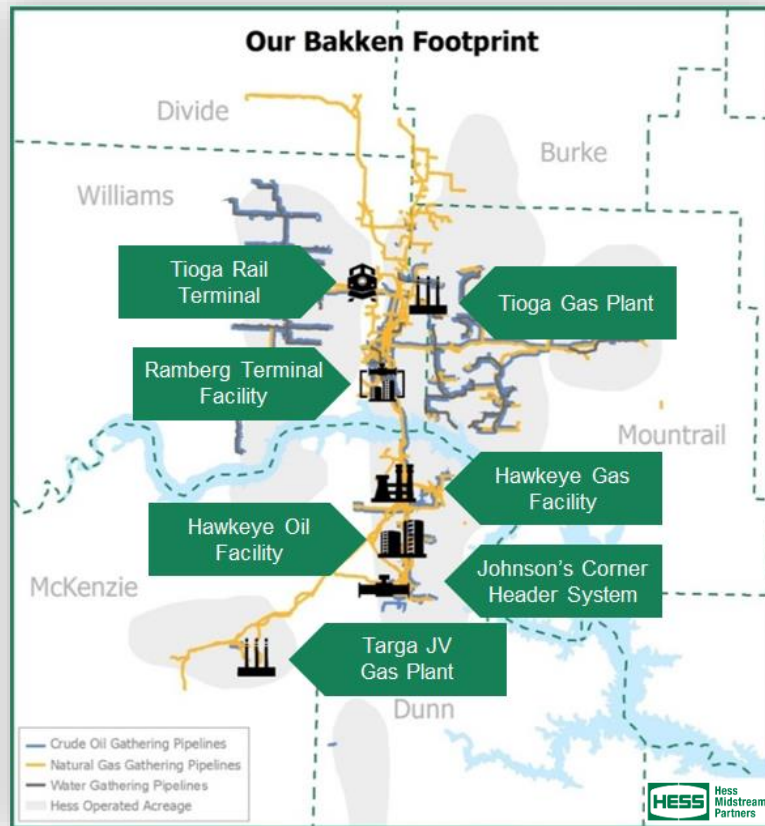 Our Bakken Footprint
Divide
Burke
Williams
Tioga Rail
Terminal
Tioga Gas Plant
Ramberg Terminal
Facility
Mountrail
Hawkeye Gas
Facility
Hawkeye Oil
Facility
McKenzie
Johnson's Corner
Header System
Targa JV
Gas Plant
Dunn
Crude Oil Gathering Pipelines
Natural Gas Gathering Pipelines
Water Gathering Pipelines
Hess Operated Acreage
HESS
Hess
Midstream
Partners